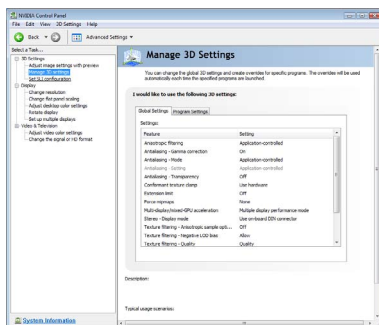 NVIDIA Control Panel
File Edit View 3D Settings Help
Back Advanced Settings
Select a Task...
3D Settings
Adjust image settings with preview
Manage 3D settings
Set SLI configuration
Display
Change resolution
Change flat panel scaling
Adjust desktop color settings
Rotate display
Set up multiple displays
Video & Television
Adjust video color settings
Change the signal or HD format
System Information
Manage 3D Settings
You can change the global 3D settings and create overrides for specific programs. The overrides will be used
automatically each time the specified programs are launched.
I would like to use the following 3D settings:
Global Settings Program Settings
Settings:
Feature Setting
Anisotropic filtering Application-controlled
Antialiasing - Gamma correction On
Antialiasing - Mode Application-controlled
Antialiasing - Setting Application-controlled
Antialiasing - Transparency Off
Conformant texture clamp Use hardware
Extension limit Off
Force mipmaps None
Multi-display/mixed-GPU acceleration Multiple display performance mode
Stereo - Display mode Use on-board DIN connector
Texture filtering - Anisotropic sample opti... Off
Texture filtering - Negative LOD bias Allow
Texture filtering - Quality Quality
Description:
Typical usage scenarios: